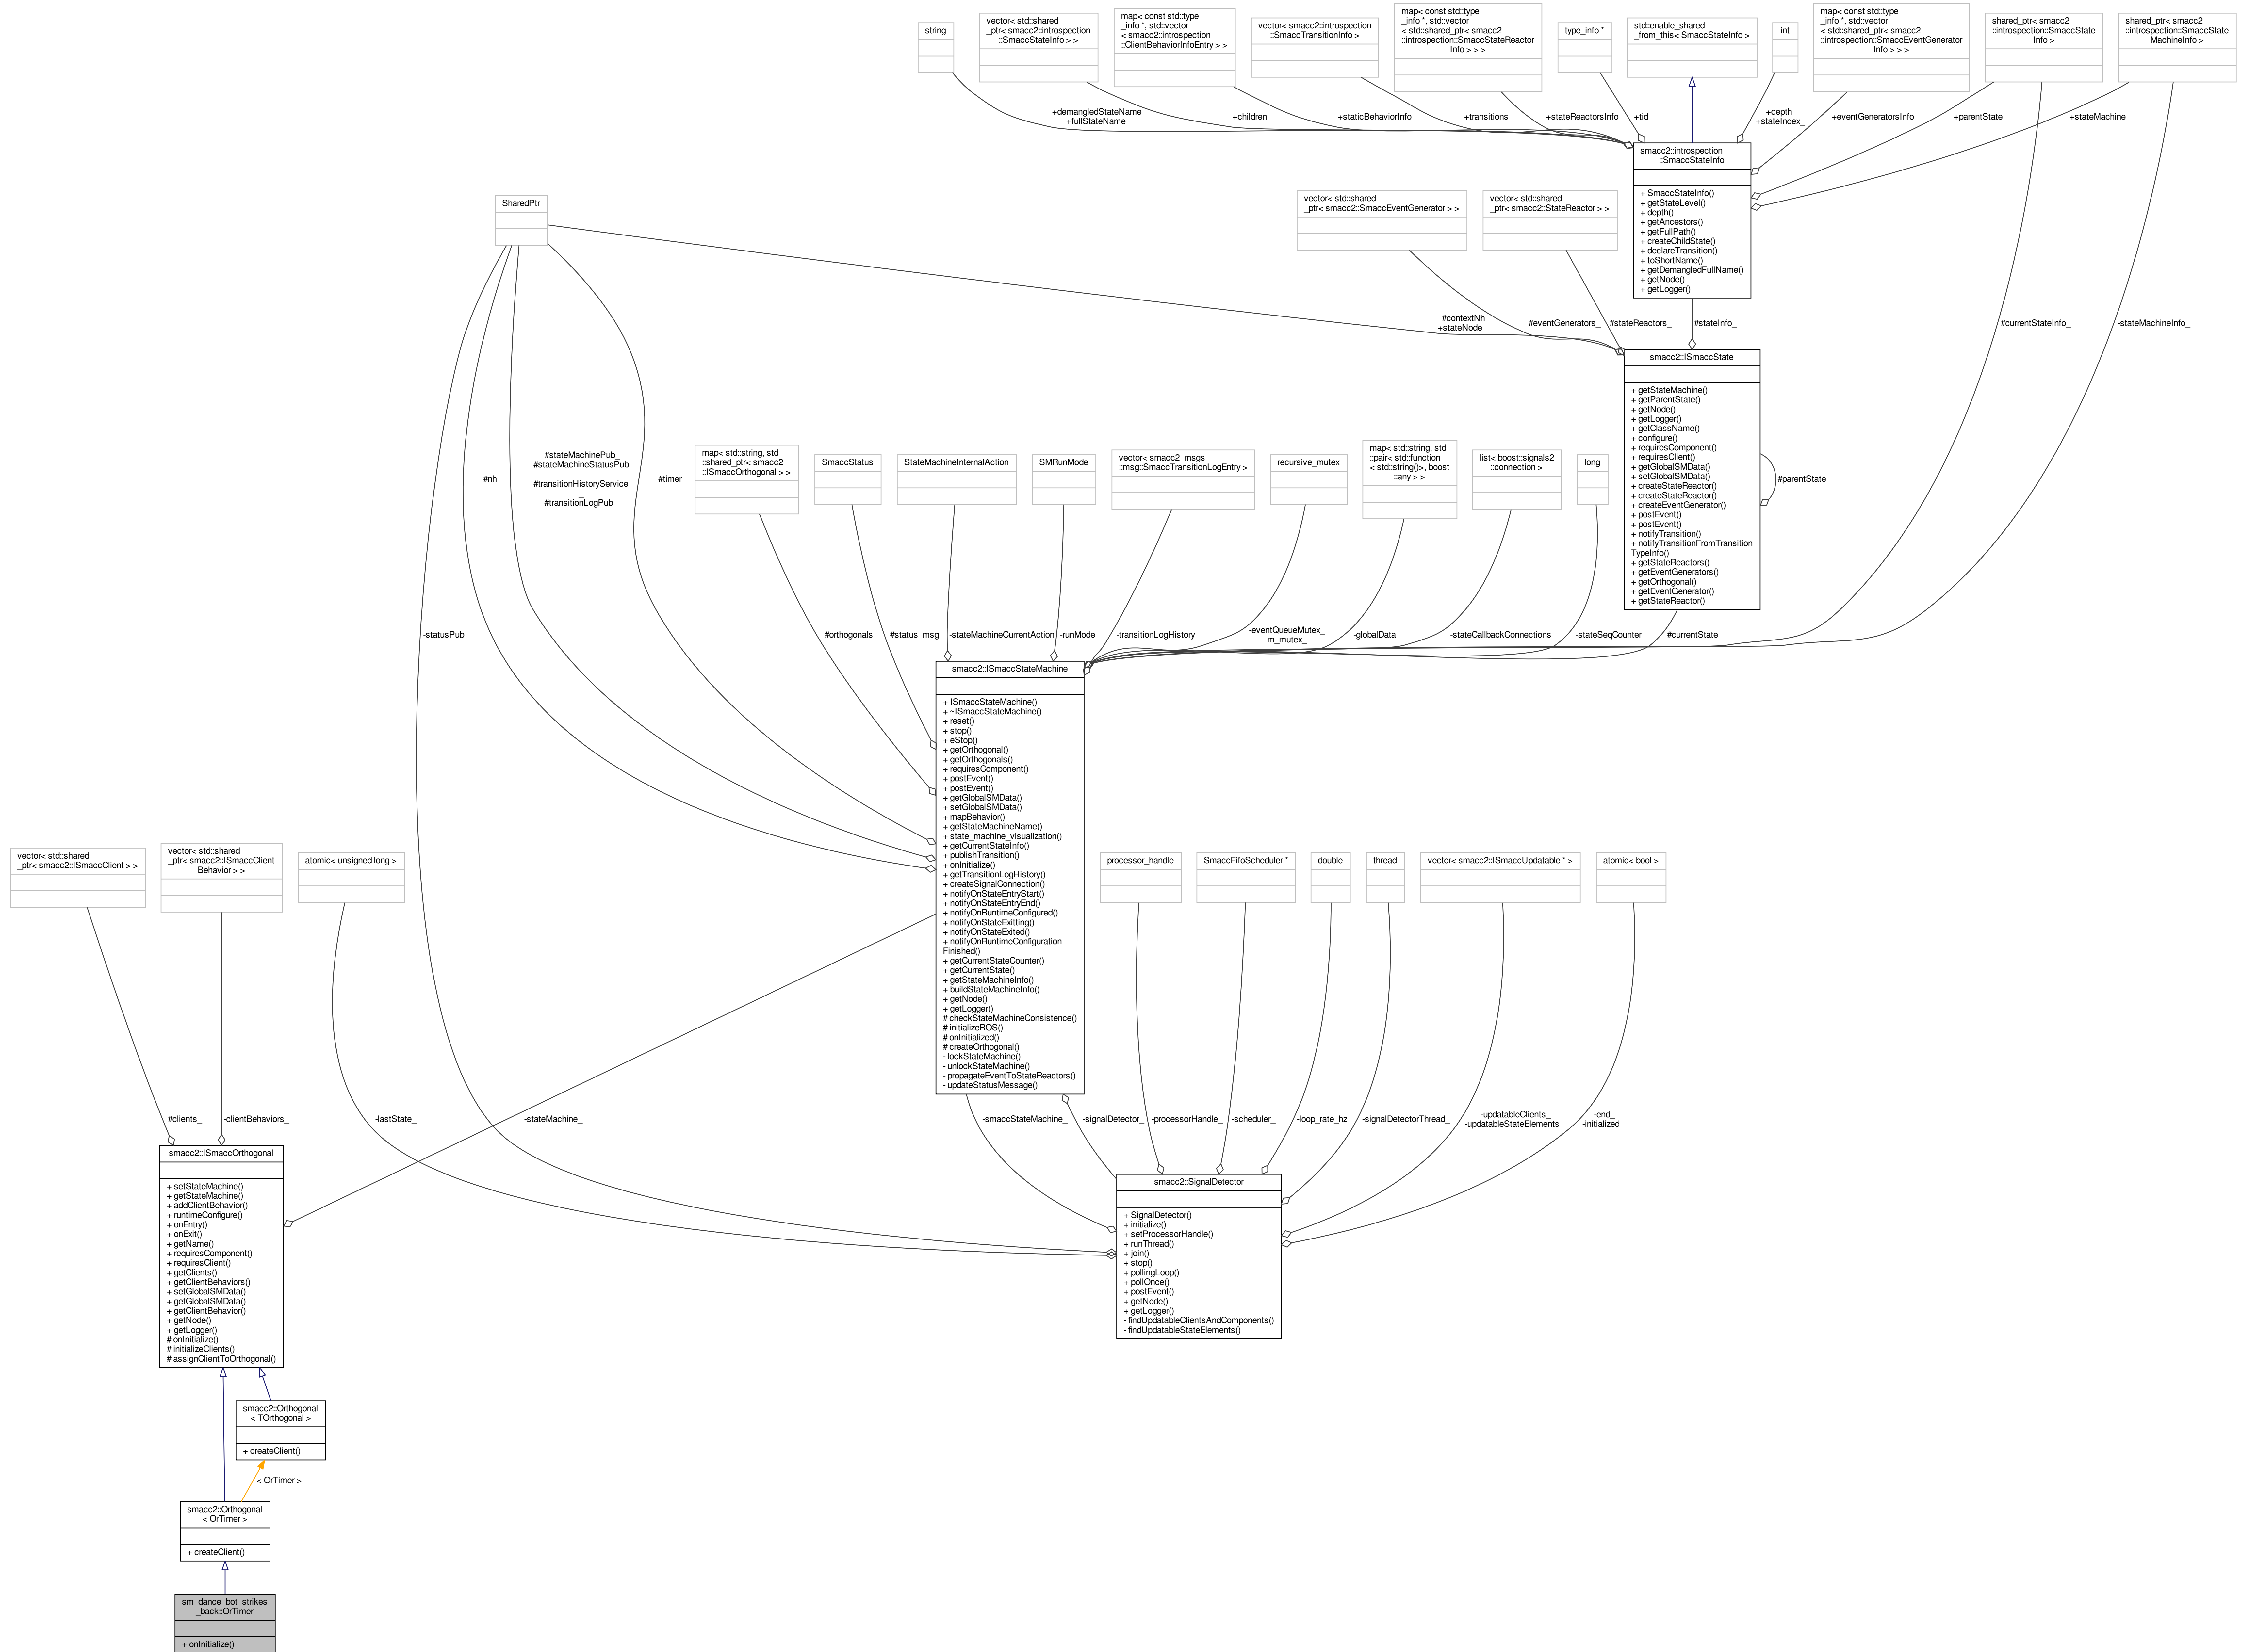 string
vector< std::shared
_ptr< smacc2::introspection
::SmaccStateInfo > >
map< const std::type
_info *, std::vector
< smacc2::introspection
::ClientBehaviorInfoEntry > >
vector< smacc2::introspection
::SmaccTransitionInfo >
map< const std::type
_info *, std::vector
< std::shared_ptr< smacc2
::introspection::StateReactor
Info > > >
type_info *
std::enable_shared
_from_this< SmaccStateInfo >
int
map< const std::type
_info *, std::vector
< std::shared_ptr< smacc2
::introspection::SmaccEventGenerator
Info > > >
shared_ptr< smacc2
::introspection::SmaccState
Info >
shared_ptr< smacc2
::introspection::SmaccState
MachineInfo >
+demangledStateName
+fullStateName
+children_
+staticBehaviorInfo
+transitions_
+stateReactorsInfo
+tid_
+depth_
+stateIndex_
+eventGeneratorsInfo
+parentState_
+stateMachine_
smacc2::introspection
::SmaccStateInfo
+ SmaccStateInfo()
+ getStateLevel()
+ depth()
+ getAncestors()
+ getFullPath()
+ createChildState()
+ declareTransition()
+ toShortName()
+ getDemangledFullName()
+ getNode()
+ getLogger()
SharedPtr
vector< std::shared
_ptr< smacc2::SmaccEventGenerator > >
vector< std::shared
_ptr< smacc2::StateReactor > >
#contextNh
+stateNode_
#eventGenerators_
#stateReactors_
#stateInfo_
#currentStateInfo_
-stateMachineInfo_
smacc2::ISmaccState
+ getStateMachine()
+ getParentState()
+ getNode()
+ getLogger()
+ getClassName()
+ configure()
+ requiresComponent()
+ requiresClient()
+ getGlobalSMData()
+ setGlobalSMData()
+ createStateReactor()
+ createStateReactor()
+ createEventGenerator()
+ postEvent()
+ postEvent()
+ notifyTransition()
+ notifyTransitionFromTransition
TypeInfo()
+ getStateReactors()
+ getEventGenerators()
+ getOrthogonal()
+ getEventGenerator()
+ getStateReactor()
#parentState_
#nh_
#stateMachinePub_
#stateMachineStatusPub
_
#transitionHistoryService
_
#transitionLogPub_
#timer_
map< std::string, std
::shared_ptr< smacc2
::ISmaccOrthogonal > >
SmaccStatus
StateMachineInternalAction
SMRunMode
vector< smacc2_msgs
::msg::SmaccTransitionLogEntry >
recursive_mutex
map< std::string, std
::pair< std::function
< std::string()>, boost
::any > >
list< boost::signals2
::connection >
long
-statusPub_
#orthogonals_
#status_msg_
-stateMachineCurrentAction
-runMode_
-transitionLogHistory_
-eventQueueMutex_
-m_mutex_
-globalData_
-stateCallbackConnections
-stateSeqCounter_
#currentState_
smacc2::ISmaccStateMachine
+ ISmaccStateMachine()
+ ~ISmaccStateMachine()
+ reset()
+ stop()
+ eStop()
+ getOrthogonal()
+ getOrthogonals()
+ requiresComponent()
+ postEvent()
+ postEvent()
+ getGlobalSMData()
+ setGlobalSMData()
+ mapBehavior()
+ getStateMachineName()
+ state_machine_visualization()
+ getCurrentStateInfo()
+ publishTransition()
+ onInitialize()
+ getTransitionLogHistory()
+ createSignalConnection()
+ notifyOnStateEntryStart()
+ notifyOnStateEntryEnd()
+ notifyOnRuntimeConfigured()
+ notifyOnStateExitting()
+ notifyOnStateExited()
+ notifyOnRuntimeConfiguration
Finished()
+ getCurrentStateCounter()
+ getCurrentState()
+ getStateMachineInfo()
+ buildStateMachineInfo()
+ getNode()
+ getLogger()
# checkStateMachineConsistence()
# initializeROS()
# onInitialized()
# createOrthogonal()
- lockStateMachine()
- unlockStateMachine()
- propagateEventToStateReactors()
- updateStatusMessage()
vector< std::shared
_ptr< smacc2::ISmaccClient > >
vector< std::shared
_ptr< smacc2::ISmaccClient
Behavior > >
atomic< unsigned long >
processor_handle
SmaccFifoScheduler *
double
thread
vector< smacc2::ISmaccUpdatable * >
atomic< bool >
#clients_
-clientBehaviors_
-lastState_
-stateMachine_
-smaccStateMachine_
-signalDetector_
-processorHandle_
-scheduler_
-loop_rate_hz
-signalDetectorThread_
-updatableClients_
-updatableStateElements_
-end_
-initialized_
smacc2::ISmaccOrthogonal
+ setStateMachine()
+ getStateMachine()
+ addClientBehavior()
+ runtimeConfigure()
+ onEntry()
+ onExit()
+ getName()
+ requiresComponent()
+ requiresClient()
+ getClients()
+ getClientBehaviors()
+ setGlobalSMData()
+ getGlobalSMData()
+ getClientBehavior()
+ getNode()
+ getLogger()
# onInitialize()
# initializeClients()
# assignClientToOrthogonal()
smacc2::SignalDetector
+ SignalDetector()
+ initialize()
+ setProcessorHandle()
+ runThread()
+ join()
+ stop()
+ pollingLoop()
+ pollOnce()
+ postEvent()
+ getNode()
+ getLogger()
- findUpdatableClientsAndComponents()
- findUpdatableStateElements()
smacc2::Orthogonal
< TOrthogonal >
+ createClient()
< OrTimer >
smacc2::Orthogonal
< OrTimer >
+ createClient()
sm_dance_bot_strikes
_back::OrTimer
+ onInitialize()